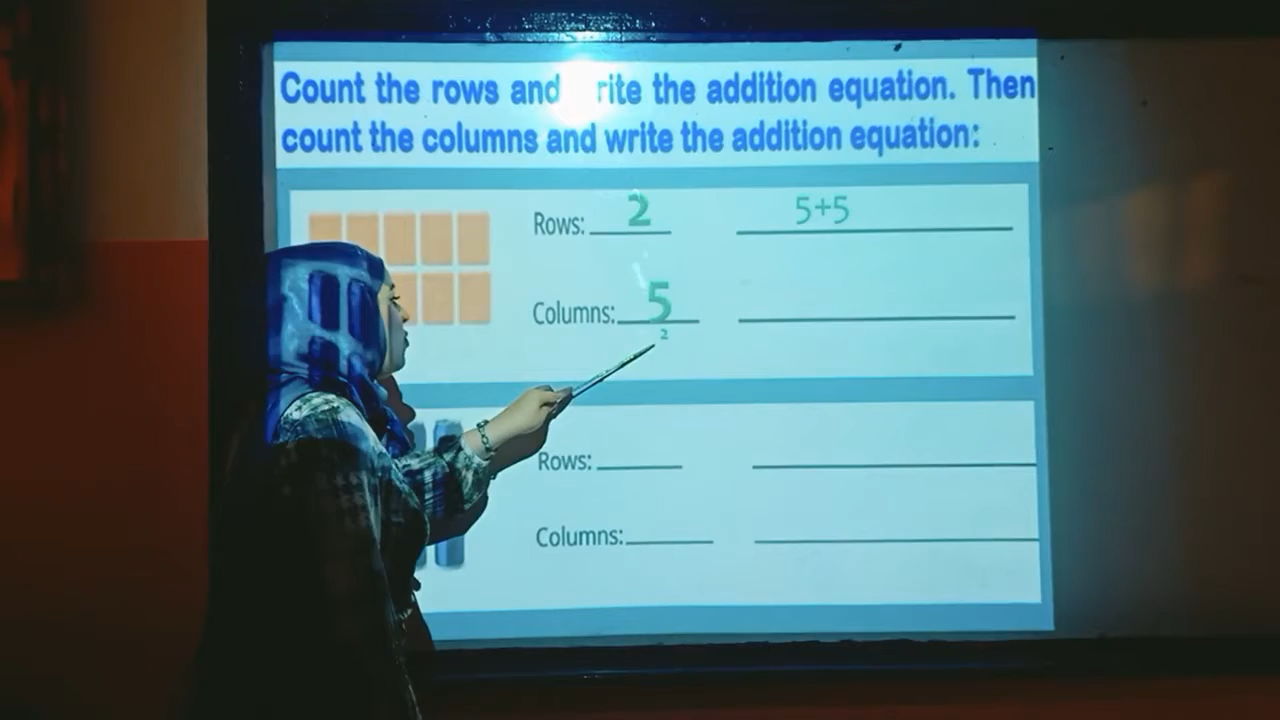 Count the rows and rite the addition equation. Then
count the columns and write the addition equation:
Rows: 2 5+5
Columns: 5
2
Rows:
Columns: